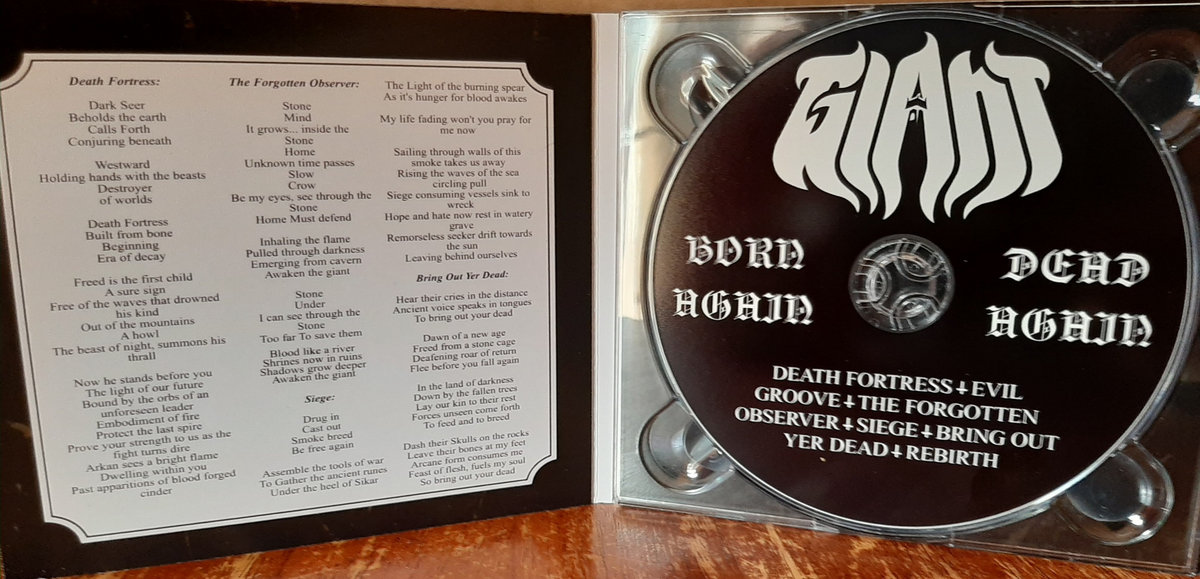 Death Fortress:
Dark Seer
Beholds the earth
Calls Forth
Conjuring beneath
Westward
Holding hands with the beasts
Destroyer
of worlds
Death Fortress
Built from bone
Beginning
Era of decay
Freed is the first child
A sure sign
Free of the waves that drowned
his kind
Out of the mountains
A howl
The beast of night, summons his
thrall
Now he stands before you
The light of our future
Bound by the orbs of an
unforeseen leader
Embodiment of fire
Protect the last spire
Prove your strength to us as the
fight turns dire
Arkan sees a bright flame
Dwelling within you
Past apparitions of blood forged
cinder
The Forgotten Observer:
Stone
Mind
It grows... inside the
Stone
Home
Unknown time passes
Slow
Crow
Be my eyes, see through the
Stone
Home Must defend
Inhaling the flame
Pulled through darkness
Emerging from cavern
Awaken the giant
Stone
Under
I can see through the
Stone
Too far To save them
Blood like a river
Shrines now in ruins
Shadows grow deeper
Awaken the giant
Siege:
Drug in
Cast out
Smoke breed
Be free again
Assemble the tools of war
To Gather the ancient runes
Under the heel of Sikar
The Light of the burning spear
As it's hunger for blood awakes
My life fading won't you pray for
me now
Sailing through walls of this
smoke takes us away
Rising the waves of the sea
circling pull
Siege consuming vessels sink to
wreck
Hope and hate now rest in watery
grave
Remorseless seeker drift towards
the sun
Leaving behind ourselves
Bring Out Yer Dead:
Hear their cries in the distance
Ancient voice speaks in tongues
To bring out your dead
Dawn of a new age
Freed from a stone cage
Deafening roar of return
Flee before you fall again
In the land of darkness
Down by the fallen trees
Lay our kin to their rest
Forces unseen come forth
To feed and to breed
Dash their Skulls on the rocks
Leave their bones at my feet
Arcane form consumes me
Feast of flesh, fuels my soul
So bring out your dead
GIANT
BORN
AGAIN
DEAD
AGAIN
DEATH FORTRESS ⸸ EVIL
GROOVE ⸸ THE FORGOTTEN
OBSERVER ⸸ SIEGE ⸸ BRING OUT
YER DEAD ⸸ REBIRTH